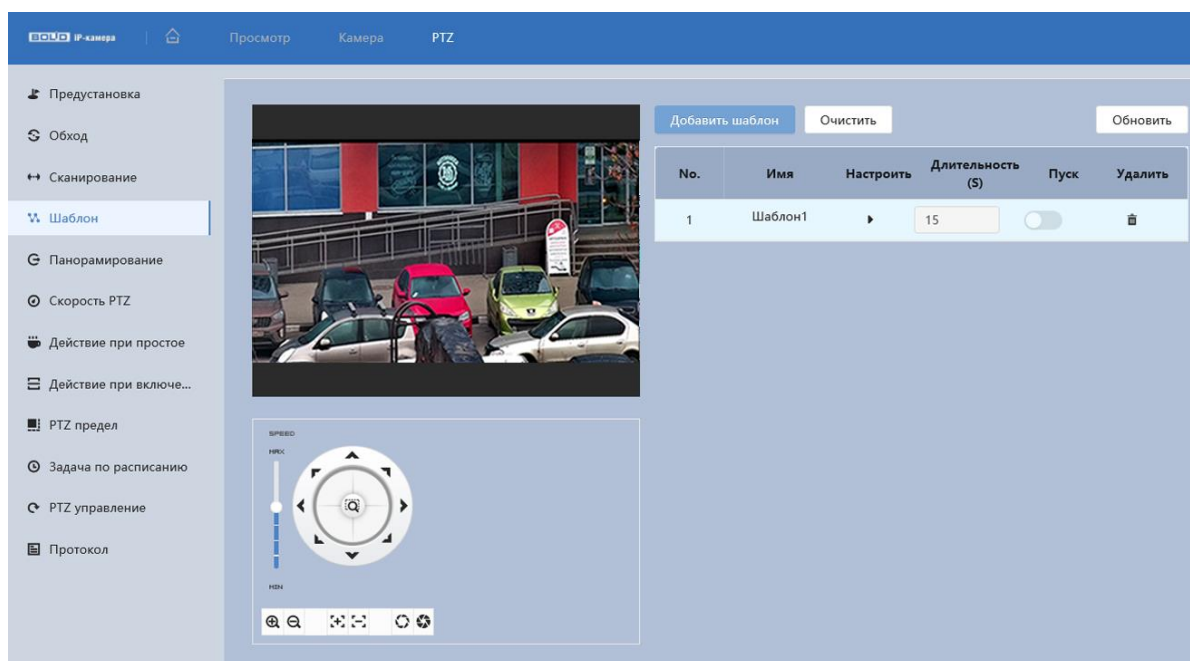 BOLID IP-камера
Просмотр
Камера
PTZ
Предустановка
Обход
Сканирование
Шаблон
Панорамирование
Скорость PTZ
Действие при простое
Действие при включе...
PTZ предел
Задача по расписанию
PTZ управление
Протокол
Добавить шаблон
Очистить
Обновить
No.
Имя
Настроить
Длительность
(S)
Пуск
Удалить
1
Шаблон1
15
SPEED
MAX
MIN